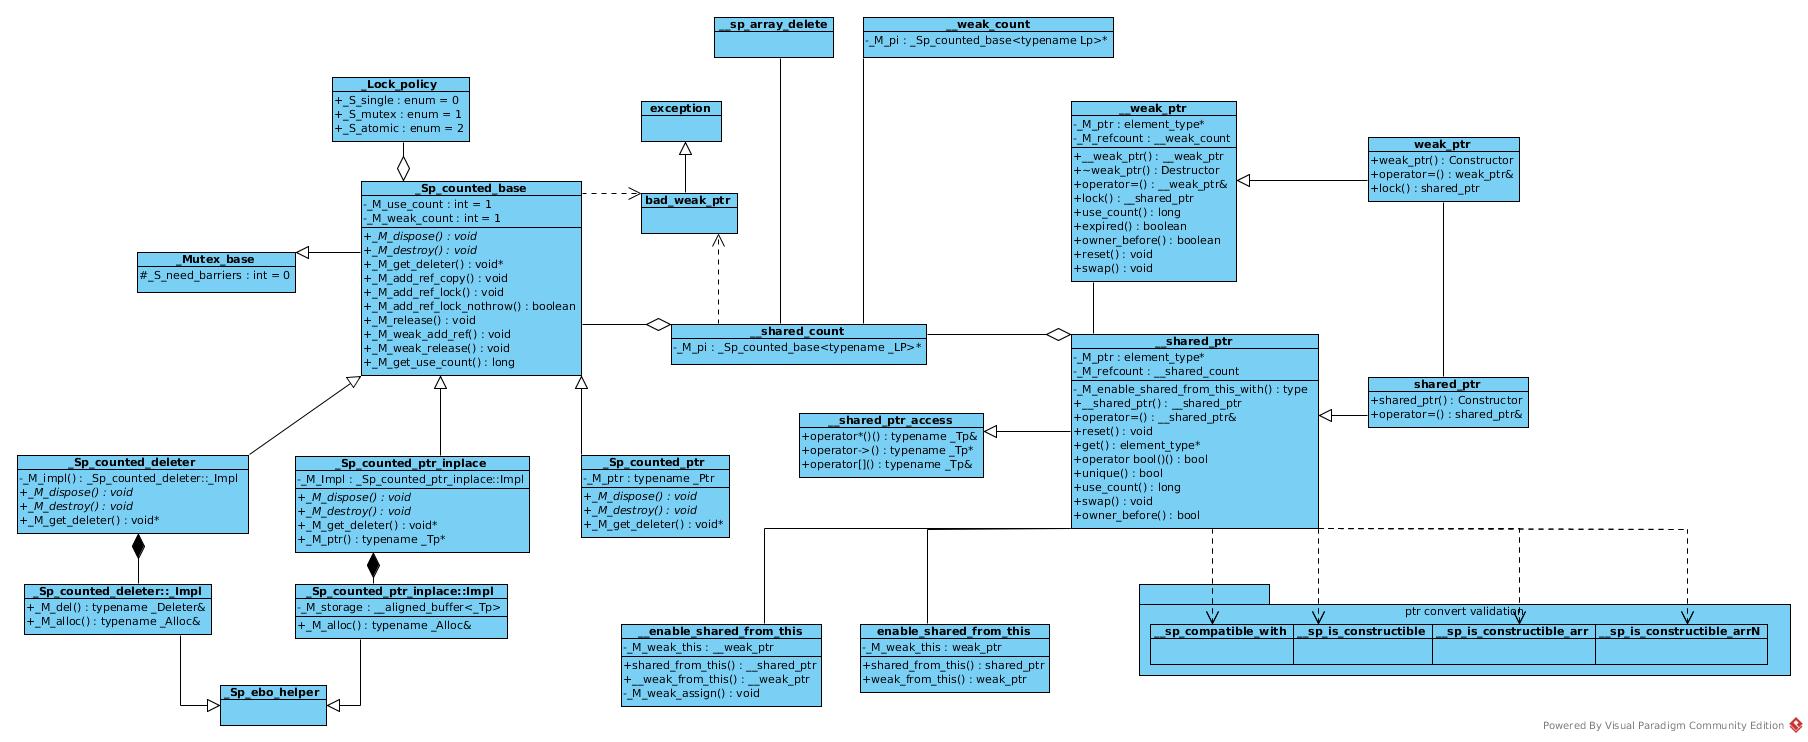 __sp_array_delete
__weak_count
-_M_pi : _Sp_counted_base<typename Lp>*
_Lock_policy
+_S_single : enum = 0
+_S_mutex : enum = 1
+_S_atomic : enum = 2
exception
__weak_ptr
-_M_ptr : element_type*
-_M_refcount : __weak_count
+__weak_ptr() : __weak_ptr
+~weak_ptr() : Destructor
+operator=() : __weak_ptr&
+lock() : __shared_ptr
+use_count() : long
+expired() : boolean
+owner_before() : boolean
+reset() : void
+swap() : void
weak_ptr
+weak_ptr() : Constructor
+operator=() : weak_ptr&
+lock() : shared_ptr
_Sp_counted_base
-_M_use_count : int = 1
-_M_weak_count : int = 1
+_M_dispose() : void
+_M_destroy() : void
+_M_get_deleter() : void*
+_M_add_ref_copy() : void
+_M_add_ref_lock() : void
+_M_add_ref_lock_nothrow() : boolean
+_M_release() : void
+_M_weak_add_ref() : void
+_M_weak_release() : void
+_M_get_use_count() : long
bad_weak_ptr
_Mutex_base
#_S_need_barriers : int = 0
__shared_count
-_M_pi : _Sp_counted_base<typename _LP>*
__shared_ptr
-_M_ptr : element_type*
-_M_refcount : __shared_count
-_M_enable_shared_from_this_with() : type
+__shared_ptr() : __shared_ptr
+operator=() : __shared_ptr&
+reset() : void
+get() : element_type*
+operator bool()() : bool
+unique() : bool
+use_count() : long
+swap() : void
+owner_before() : bool
shared_ptr
+shared_ptr() : Constructor
+operator=() : shared_ptr&
__shared_ptr_access
+operator*()() : typename _Tp&
+operator->() : typename _Tp*
+operator[]() : typename _Tp&
_Sp_counted_deleter
-_M_impl() : _Sp_counted_deleter::_Impl
+_M_dispose() : void
+_M_destroy() : void
+_M_get_deleter() : void*
_Sp_counted_ptr_inplace
-_M_Impl : _Sp_counted_ptr_inplace::Impl
+_M_dispose() : void
+_M_destroy() : void
+_M_get_deleter() : void*
+_M_ptr() : typename _Tp*
_Sp_counted_ptr
-_M_ptr : typename _Ptr
+_M_dispose() : void
+_M_destroy() : void
+_M_get_deleter() : void*
_Sp_counted_deleter::_Impl
+_M_del() : typename _Deleter&
+_M_alloc() : typename _Alloc&
_Sp_counted_ptr_inplace::Impl
-_M_storage : __aligned_buffer<_Tp>
+_M_alloc() : typename _Alloc&
_Sp_ebo_helper
__enable_shared_from_this
-_M_weak_this : __weak_ptr
+shared_from_this() : __shared_ptr
+__weak_from_this() : __weak_ptr
-_M_weak_assign() : void
enable_shared_from_this
-_M_weak_this : weak_ptr
+shared_from_this() : shared_ptr
+weak_from_this() : weak_ptr
ptr convert validation
__sp_compatible_with
__sp_is_constructible
__sp_is_constructible_arr
__sp_is_constructible_arrN
Powered By Visual Paradigm Community Edition